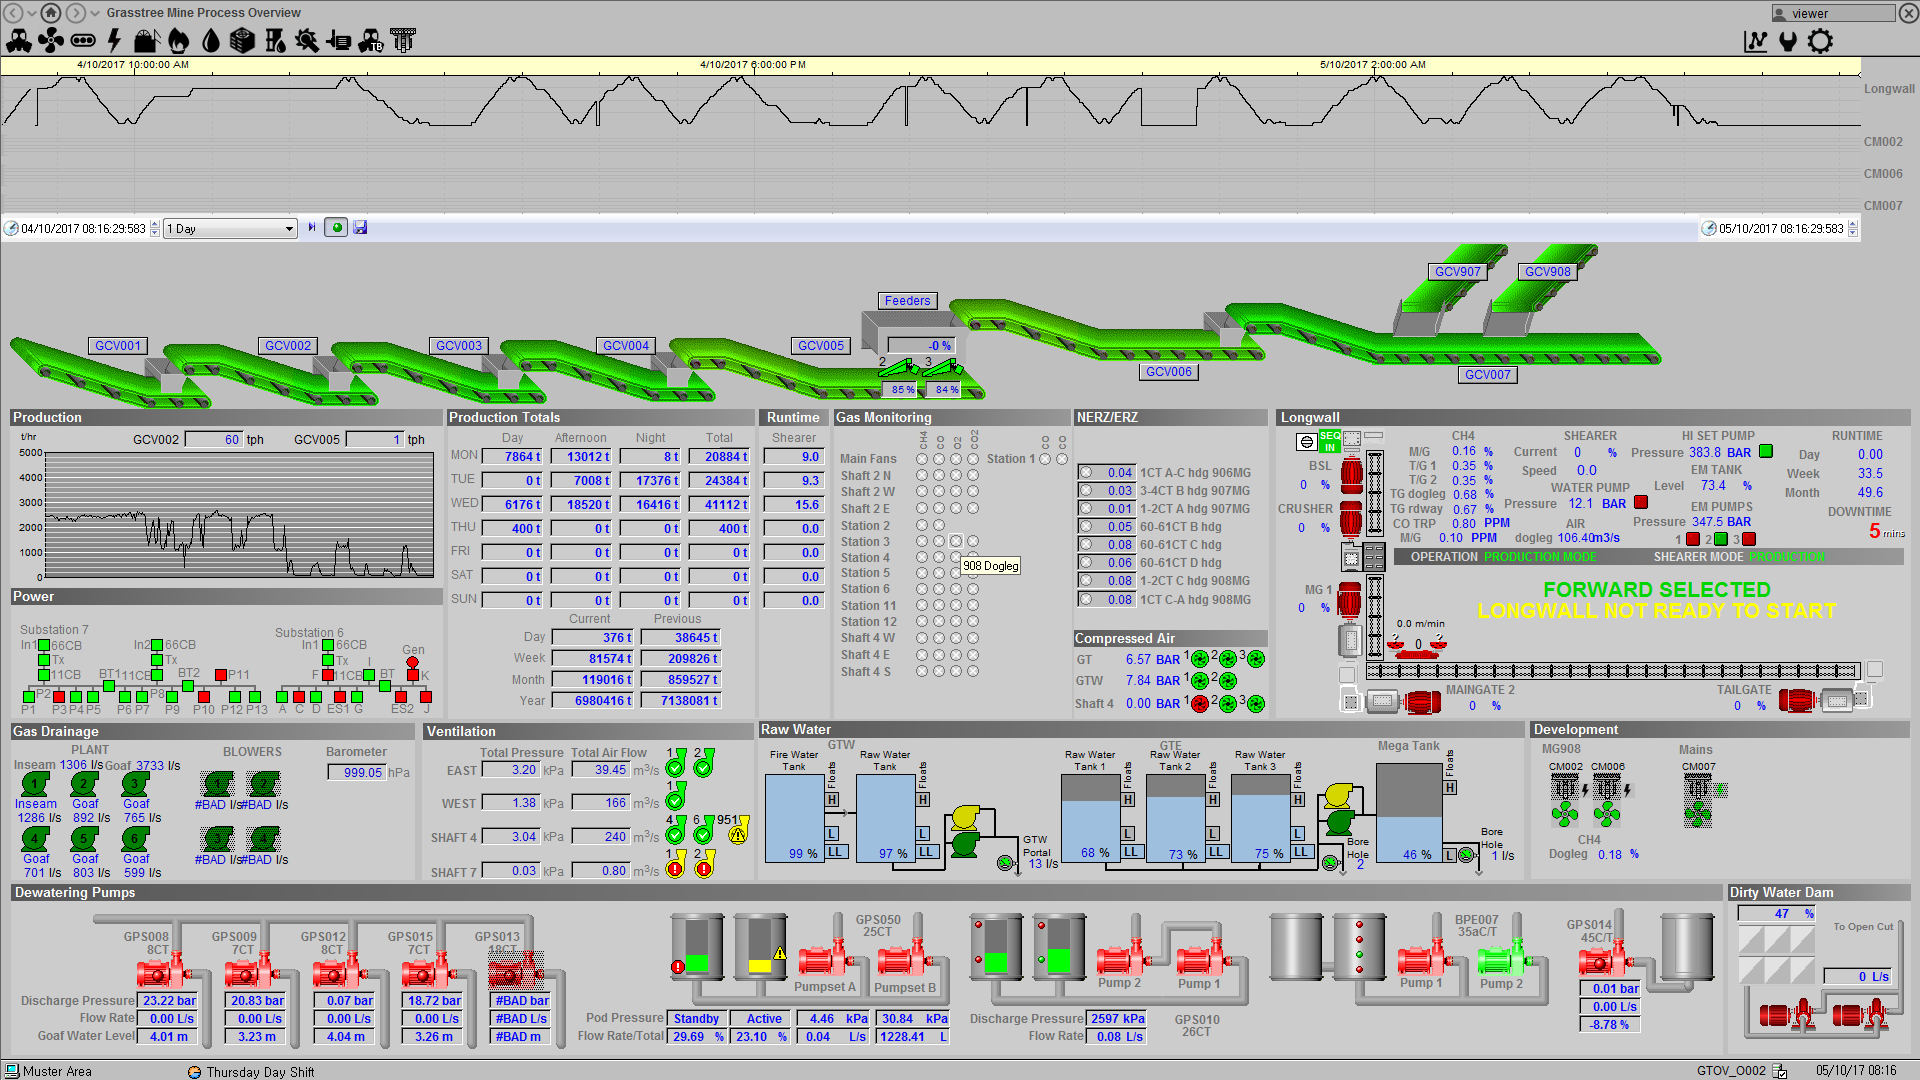 Grasstree Mine Process Overview
viewer
TB
4/10/2017 10:00:00 AM
4/10/2017 6:00:00 PM
5/10/2017 2:00:00 AM
Longwall
CM002
CM006
CM007
04/10/2017 08:16:29:583
1 Day
05/10/2017 08:16:29:583
GCV907
GCV908
Feeders
GCV001
GCV002
GCV003
GCV004
GCV005
-0 %
2
3
85 %
84 %
GCV006
GCV007
Production
t/hr
GCV002 60 tph
GCV005 1 tph
5000
4000
3000
2000
1000
0
Production Totals
Day Afternoon Night Total
MON 7864 t 13012 t 8 t 20884 t
TUE 0 t 7008 t 17376 t 24384 t
WED 6176 t 18520 t 16416 t 41112 t
THU 400 t 0 t 0 t 400 t
FRI 0 t 0 t 0 t 0 t
SAT 0 t 0 t 0 t 0 t
SUN 0 t 0 t 0 t 0 t
Current Previous
Day 376 t 38645 t
Week 81574 t 209826 t
Month 119016 t 859527 t
Year 6980416 t 7138081 t
Runtime
Shearer
9.0
9.3
15.6
0.0
0.0
0.0
0.0
Gas Monitoring
CH4 CO O2 CO2 CO CO
Main Fans
Station 1
Shaft 2 N
Shaft 2 W
Shaft 2 E
Station 2
Station 3
Station 4
908 Dogleg
Station 5
Station 6
Station 11
Station 12
Shaft 4 W
Shaft 4 E
Shaft 4 S
NERZ/ERZ
0.04 1CT A-C hdg 906MG
0.03 3-4CT B hdg 907MG
0.01 1-2CT A hdg 907MG
0.05 60-61CT B hdg
0.08 60-61CT C hdg
0.06 60-61CT D hdg
0.08 1-2CT C hdg 908MG
0.08 1CT C-A hdg 908MG
Compressed Air
GT 6.57 BAR 1 2 3
GTW 7.84 BAR 1 2
Shaft 4 0.00 BAR 1 2 3
Longwall
SEQ IN
BSL
0 %
CRUSHER
0 %
MG 1
0 %
CH4
M/G 0.16 %
T/G 1 0.35 %
T/G 2 0.35 %
TG dogleg 0.68 %
TG rdway 0.67 %
CO TRP 0.80 PPM
M/G 0.10 PPM
SHEARER
Current 0 %
Speed 0.0
WATER PUMP
Pressure 12.1 BAR
AIR
dogleg 106.40m3/s
HI SET PUMP
Pressure 383.8 BAR
EM TANK
Level 73.4 %
EM PUMPS
Pressure 347.5 BAR
1 2 3
RUNTIME
Day 0.00
Week 33.5
Month 49.6
DOWNTIME
5 mins
OPERATION PRODUCTION MODE
SHEARER MODE PRODUCTION
FORWARD SELECTED
LONGWALL NOT READY TO START
0.0 m/min
? 0 ?
MAINGATE 2
0 %
TAILGATE
0 %
Power
Substation 7
In1 66CB
In2 66CB
Tx
Tx
11CB
BT1 11CB
BT2
P11
P2
P8
P1 P3 P4 P5 P6 P7 P9 P10 P12 P13
Substation 6
In1 66CB
Gen
Tx
I
F 11CB BT K
A C D ES1 G ES2 J
Gas Drainage
PLANT
BLOWERS
Barometer
Inseam 1306 l/s Goaf 3733 l/s
999.05 hPa
1 2 3
Inseam Goaf Goaf
1286 l/s 892 l/s 765 l/s
4 5 6
Goaf Goaf Goaf
701 l/s 803 l/s 599 l/s
1 2
#BAD l/s #BAD l/s
3 4
#BAD l/s #BAD l/s
Ventilation
Total Pressure Total Air Flow
EAST 3.20 kPa 39.45 m³/s 1 2
WEST 1.38 kPa 166 m³/s 1
SHAFT 4 3.04 kPa 240 m³/s 4 6 951
SHAFT 7 0.03 kPa 0.80 m³/s 1 2
Raw Water
GTW
Fire Water Tank
Raw Water Tank
Floats
Floats
H
L
LL
H
L
LL
99 %
97 %
GTW Portal
13 l/s
GTE
Raw Water Tank 1
Raw Water Tank 2
Raw Water Tank 3
Floats
Floats
Floats
H
L
LL
H
L
LL
H
L
LL
68 %
73 %
75 %
Bore Hole
2
Mega Tank
Floats
H
L
46 %
Bore Hole
1 l/s
Development
MG908
Mains
CM002 CM006
CM007
CH4
Dogleg 0.18 %
Dewatering Pumps
GPS008 8CT
GPS009 7CT
GPS012 8CT
GPS015 7CT
GPS013 18CT
Discharge Pressure 23.22 bar 20.83 bar 0.07 bar 18.72 bar #BAD bar
Flow Rate 0.00 L/s 0.00 L/s 0.00 L/s 0.00 L/s #BAD L/s
Goaf Water Level 4.01 m 3.23 m 4.04 m 3.26 m #BAD m
GPS050
25CT
Pumpset A
Pumpset B
Pod Pressure Standby Active 4.46 kPa 30.84 kPa
Flow Rate/Total 29.69 % 23.10 % 0.04 L/s 1228.41 L
Pump 2
Pump 1
Discharge Pressure 2597 kPa
Flow Rate 0.08 L/s
GPS010
26CT
BPE007
35aC/T
Pump 1
Pump 2
GPS014
45C/T
0.01 bar
0.00 L/s
-8.78 %
Dirty Water Dam
47 %
To Open Cut
0 L/s
Muster Area
Thursday Day Shift
GTOV_O002
05/10/17 08:16